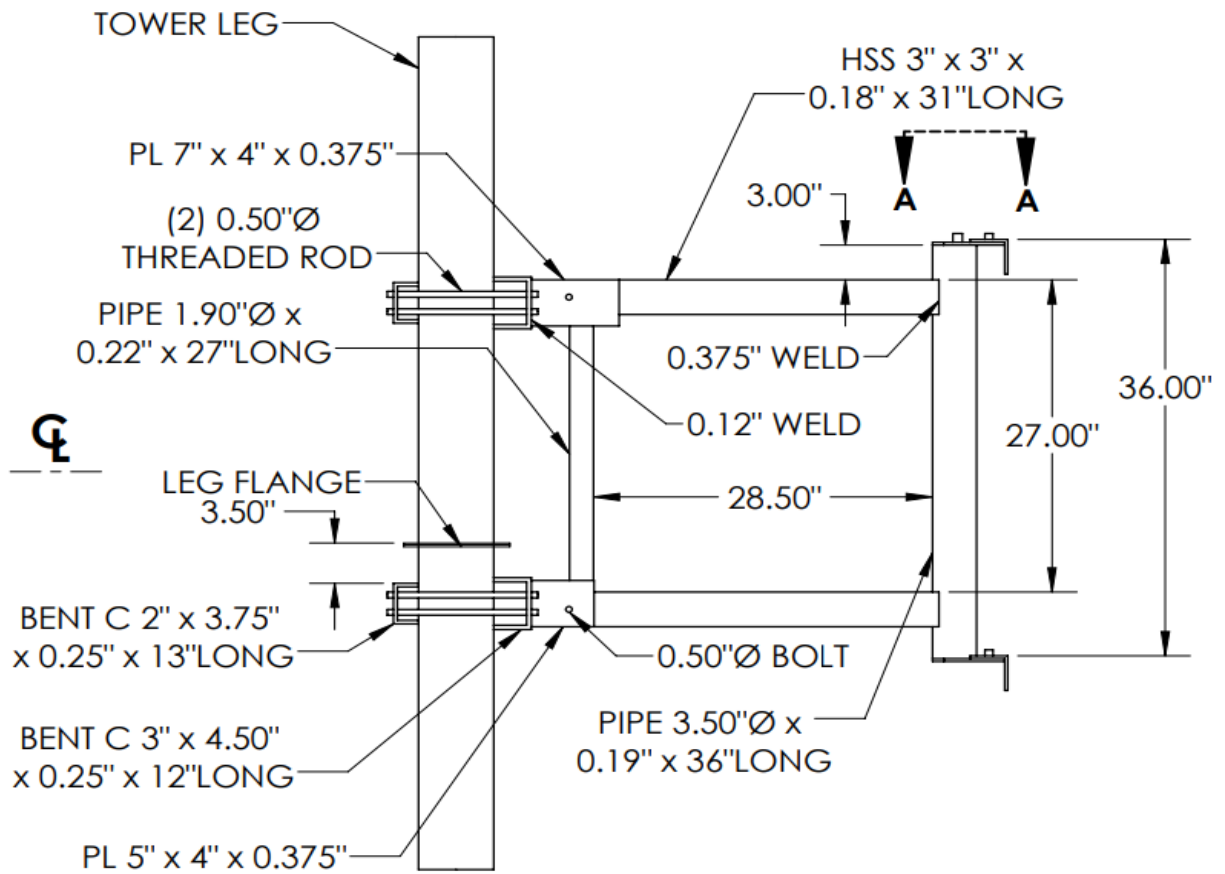 TOWER LEG
HSS 3" x 3" x
0.18" x 31"LONG
PL 7" x 4" x 0.375"
3.00"
A
A
(2) 0.50"Ø
THREADED ROD
PIPE 1.90"Ø x
0.22" x 27"LONG
0.375" WELD
36.00"
0.12" WELD
27.00"
CL
LEG FLANGE
28.50"
3.50"
BENT C 2" x 3.75"
x 0.25" x 13"LONG
0.50"Ø BOLT
PIPE 3.50"Ø x
0.19" x 36"LONG
BENT C 3" x 4.50"
x 0.25" x 12"LONG
PL 5" x 4" x 0.375"